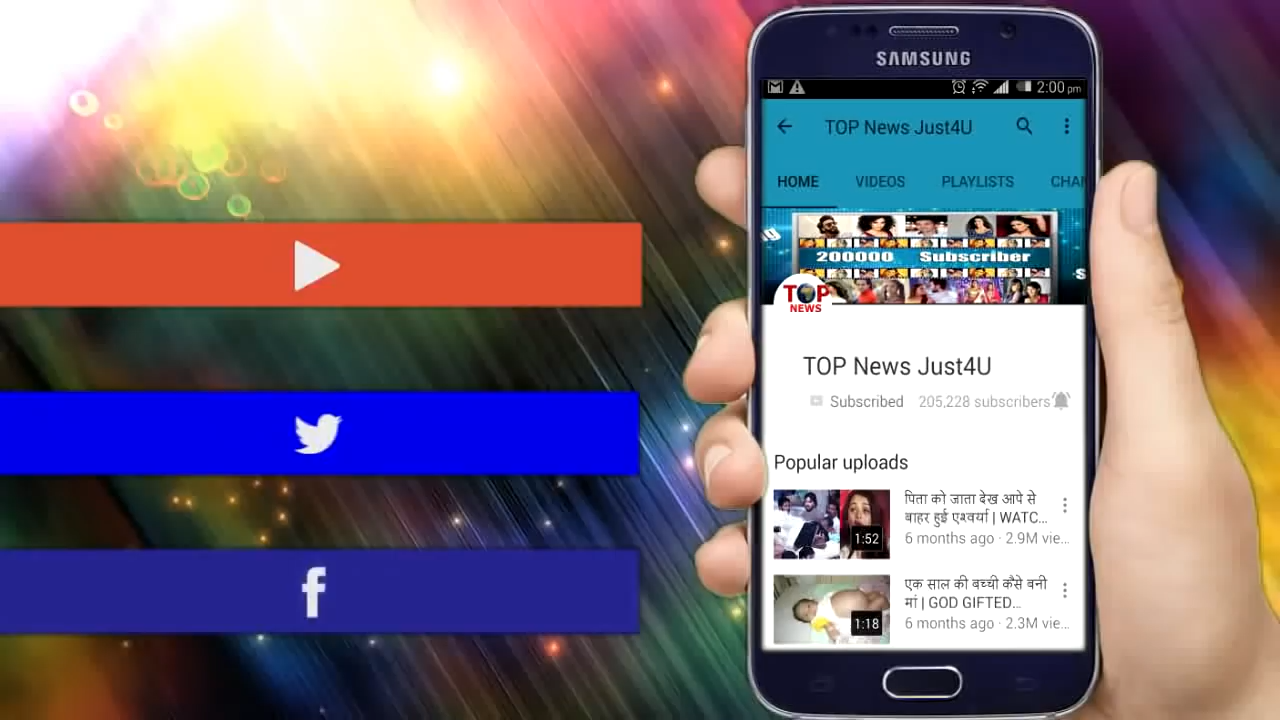 SAMSUNG
2:00 pm
TOP News Just4U
HOME VIDEOS PLAYLISTS CHAN
200000 Subscriber
TOP
NEWS
TOP News Just4U
Subscribed 205,228 subscribers
Popular uploads
पिता को जाता देख आपे से
बाहर हुई एश्वर्या | WATC...
6 months ago · 2.9M vie...
1:52
एक साल की बच्ची कैसे बनी
मां | GOD GIFTED...
6 months ago · 2.3M vie...
1:18